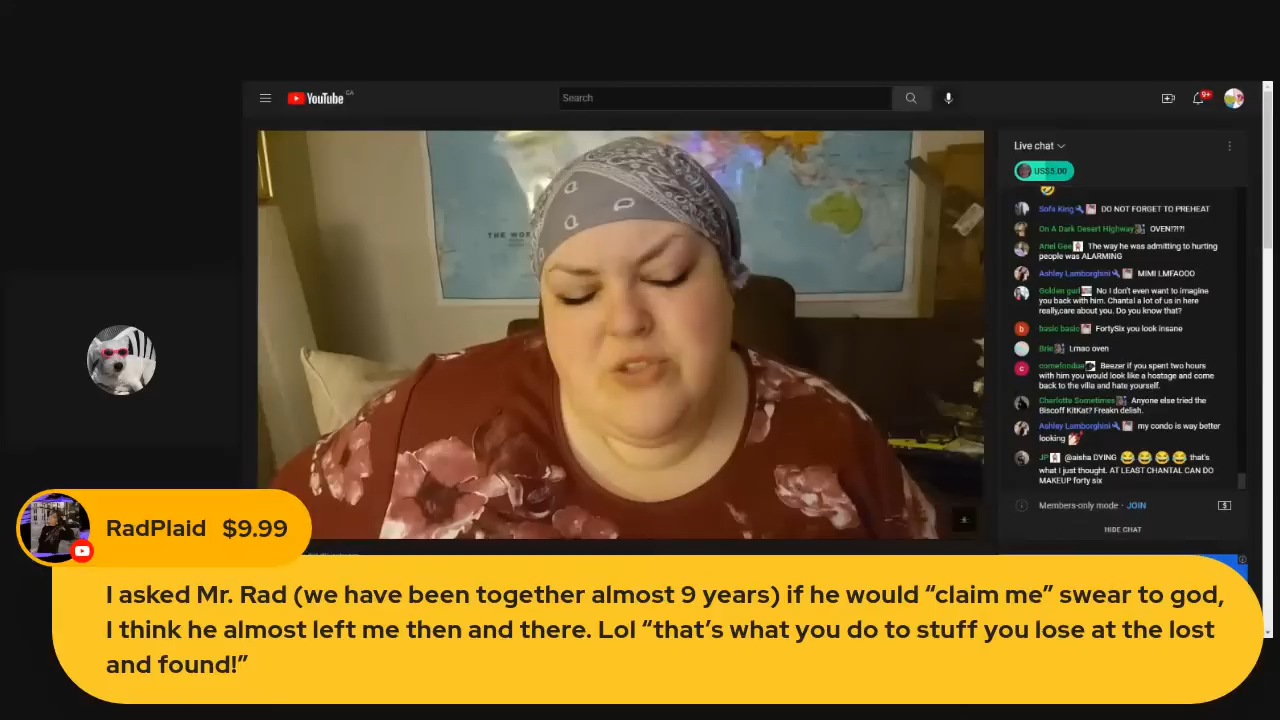 YouTube CA
Search
9+
Live chat
US$5.00
THE WOR
Sofa King DO NOT FORGET TO PREHEAT
On A Dark Desert Highway OVEN!?!?!
Ariel Gee The way he was admitting to hurting
people was ALARMING
Ashley Lamborghini MIMI LMFAOOO
Golden gurl No I don't even want to imagine
you back with him. Chantal a lot of us in here
really,care about you. Do you know that?
b basic basic FortySix you look insane
Brie Lmao oven
c comefondue Beezer if you spent two hours
with him you would look like a hostage and come
back to the villa and hate yourself.
Charlotte Sometimes Anyone else tried the
Biscoff KitKat? Freakn delish.
Ashley Lamborghini my condo is way better
looking
JP @aisha DYING that's
what I just thought. AT LEAST CHANTAL CAN DO
MAKEUP forty six
Members-only mode · JOIN
HIDE CHAT
RadPlaid $9.99
I asked Mr. Rad (we have been together almost 9 years) if he would “claim me” swear to god,
I think he almost left me then and there. Lol “that’s what you do to stuff you lose at the lost
and found!”